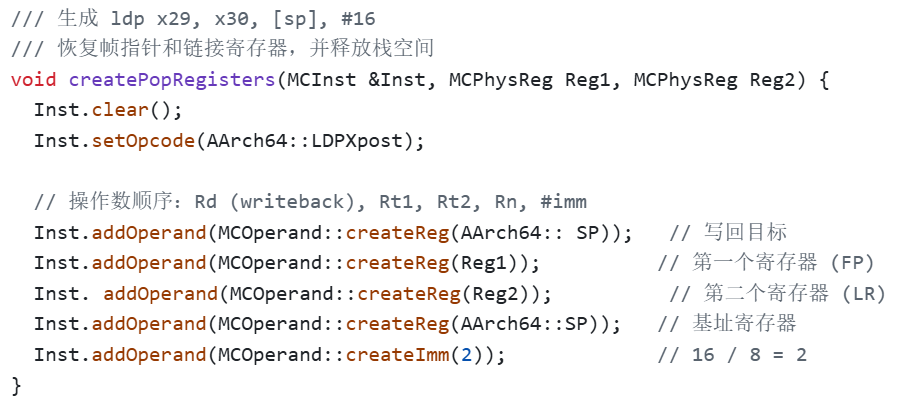 /// 生成 ldp x29, x30, [sp], #16
/// 恢复帧指针和链接寄存器，并释放栈空间
void createPopRegisters(MCInst &Inst, MCPhysReg Reg1, MCPhysReg Reg2) {
  Inst.clear();
  Inst.setOpcode(AArch64::LDPXpost);

  // 操作数顺序：Rd (writeback), Rt1, Rt2, Rn, #imm
  Inst.addOperand(MCOperand::createReg(AArch64:: SP));   // 写回目标
  Inst.addOperand(MCOperand::createReg(Reg1));          // 第一个寄存器 (FP)
  Inst. addOperand(MCOperand::createReg(Reg2));          // 第二个寄存器 (LR)
  Inst.addOperand(MCOperand::createReg(AArch64::SP));   // 基址寄存器
  Inst.addOperand(MCOperand::createImm(2));             // 16 / 8 = 2
}